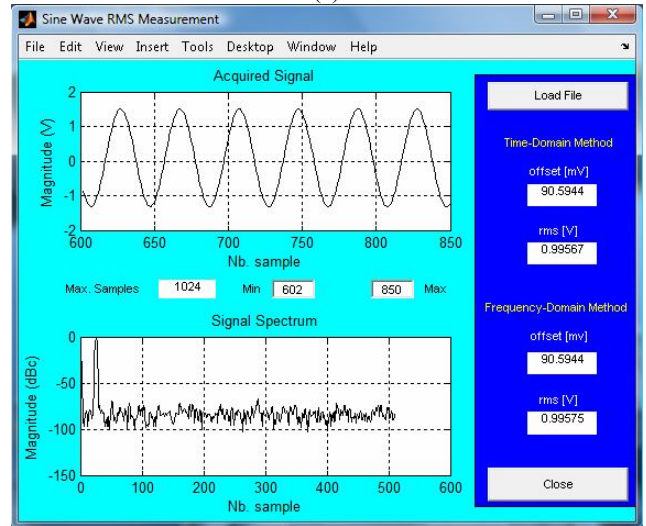 Sine Wave RMS Measurement
File Edit View Insert Tools Desktop Window Help
Acquired Signal
Magnitude (V)
2
1
0
-1
-2
600 650 700 750 800 850
Nb. sample
Max. Samples 1024 Min 602 850 Max
Signal Spectrum
Magnitude (dBc)
0
-50
-100
-150
0 100 200 300 400 500 600
Nb. sample
Load File
Time-Domain Method
offset [mV]
90.5944
rms [V]
0.99567
Frequency-Domain Method
offset [mv]
90.5944
rms [V]
0.99575
Close